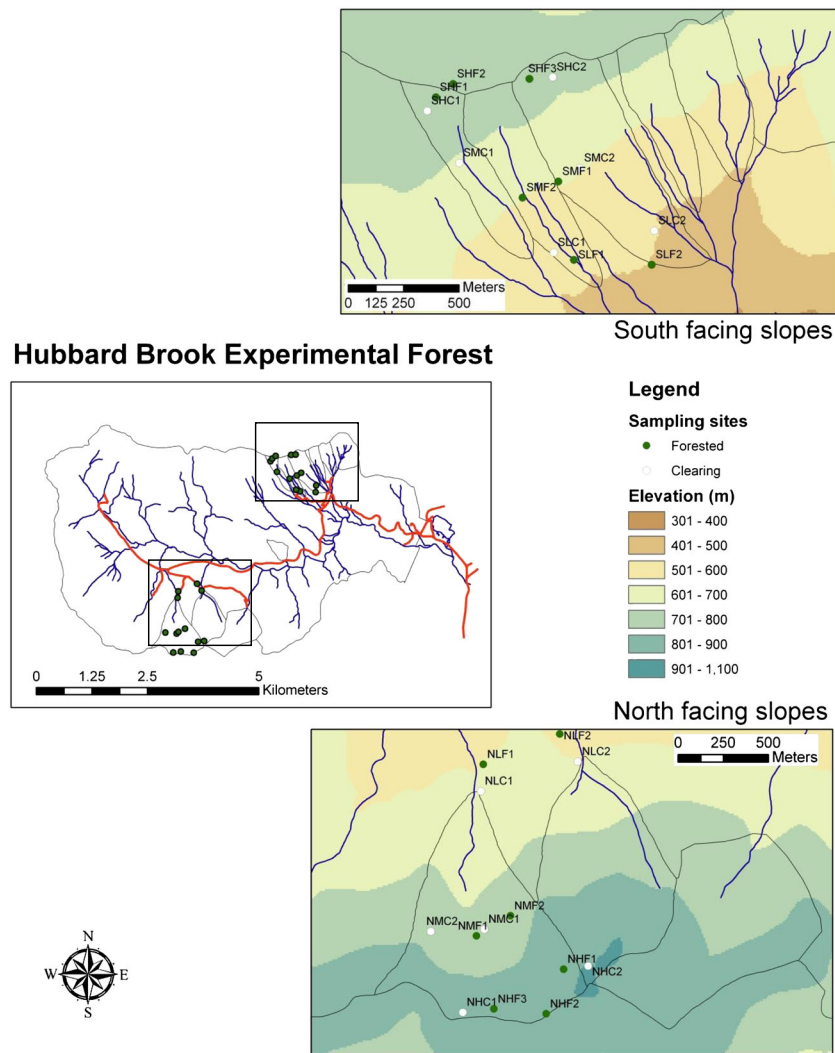 SHF2
SHF3
SHC2
SHF1
SHC1
SMC1
SMC2
SMF1
SMF2
SLC2
SLC1
SLF1
SLF2
Meters
0 125 250 500
South facing slopes
Hubbard Brook Experimental Forest
Legend
Sampling sites
Forested
Clearing
Elevation (m)
301 - 400
401 - 500
501 - 600
601 - 700
701 - 800
801 - 900
901 - 1,100
0 1.25 2.5 5
Kilometers
North facing slopes
NLF2
0 250 500
Meters
NLF1
NLC2
NLC1
NMF2
NMC2
NMF1
NMC1
NHF1
NHC2
NHC1
NHF3
NHF2
N
W
E
S